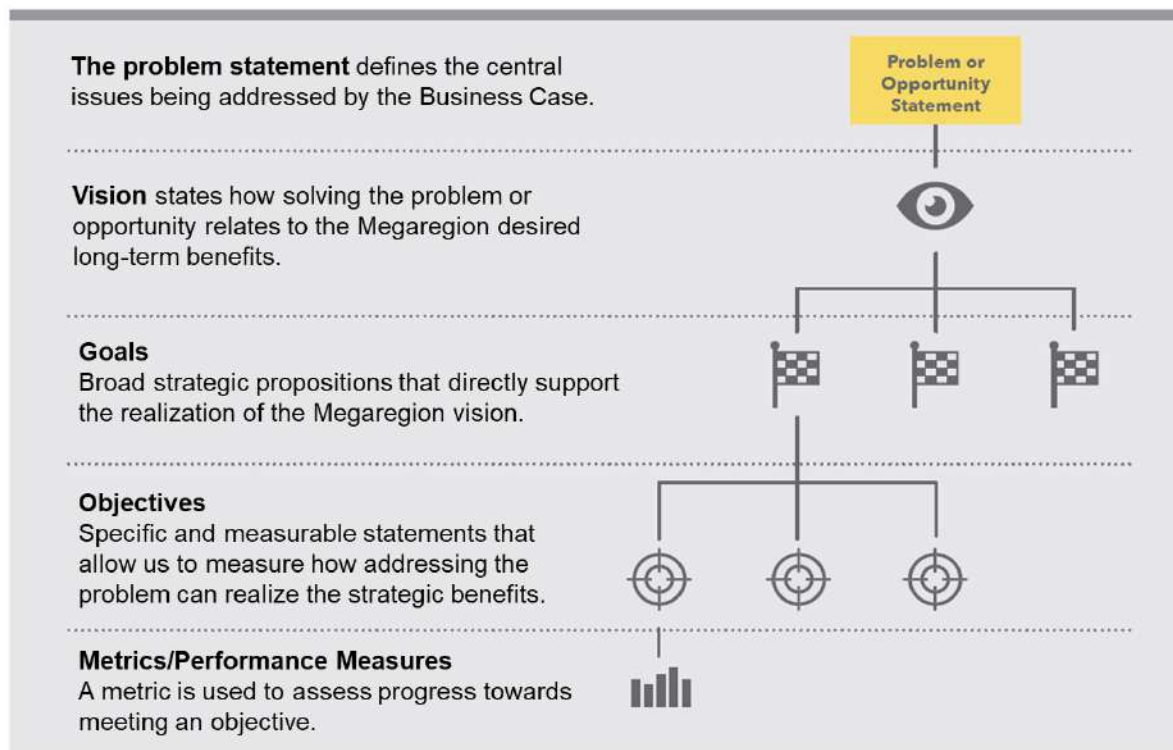 The problem statement defines the central
issues being addressed by the Business Case.
Problem or
Opportunity
Statement
Vision states how solving the problem or
opportunity relates to the Megaregion desired
long-term benefits.
Goals
Broad strategic propositions that directly support
the realization of the Megaregion vision.
Objectives
Specific and measurable statements that
allow us to measure how addressing the
problem can realize the strategic benefits.
Metrics/Performance Measures
A metric is used to assess progress towards
meeting an objective.